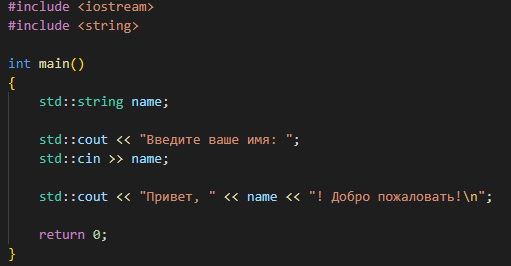 #include <iostream>
#include <string>
int main()
{
std::string name;
std::cout << "Введите ваше имя: ";
std::cin >> name;
std::cout << "Привет, " << name << "! Добро пожаловать!\n";
return 0;
}